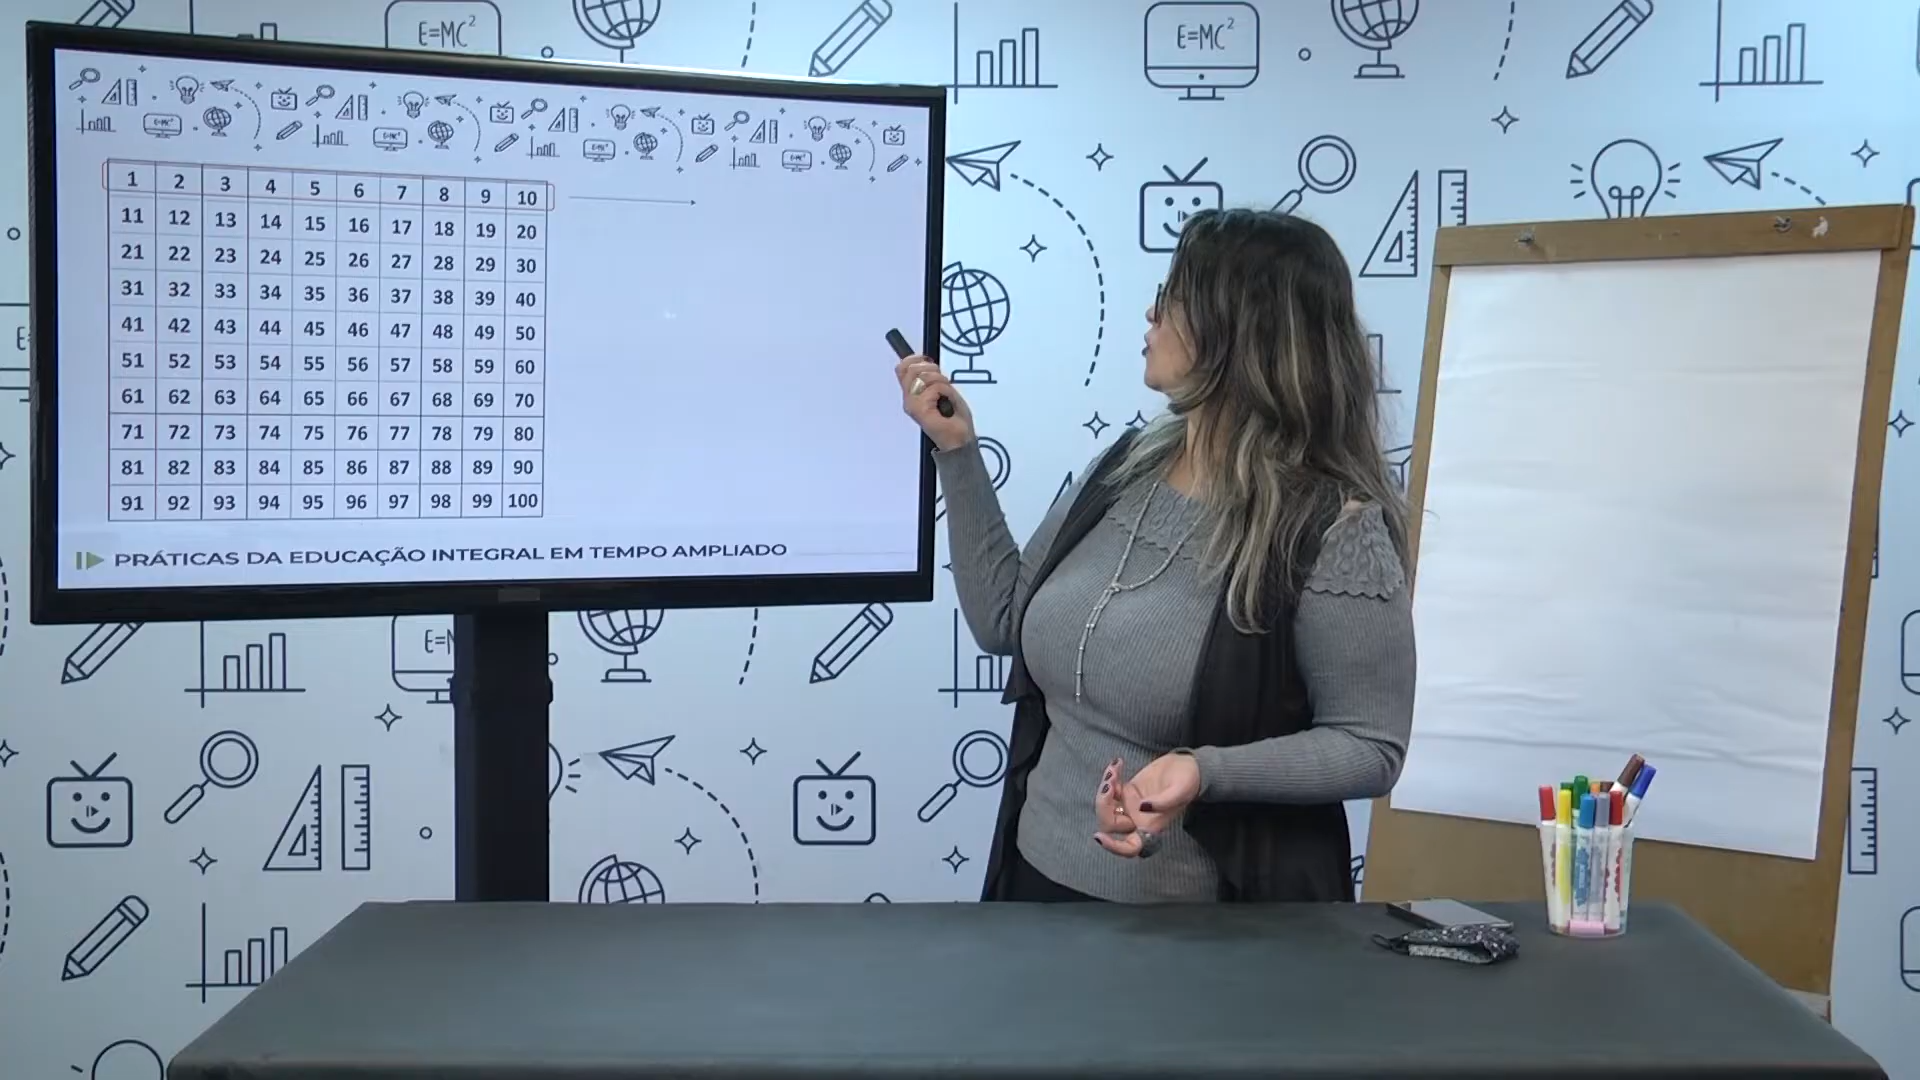 E=MC²
E=MC²
1 2 3 4 5 6 7 8 9 10
11 12 13 14 15 16 17 18 19 20
21 22 23 24 25 26 27 28 29 30
31 32 33 34 35 36 37 38 39 40
41 42 43 44 45 46 47 48 49 50
51 52 53 54 55 56 57 58 59 60
61 62 63 64 65 66 67 68 69 70
71 72 73 74 75 76 77 78 79 80
81 82 83 84 85 86 87 88 89 90
91 92 93 94 95 96 97 98 99 100
PRÁTICAS DA EDUCAÇÃO INTEGRAL EM TEMPO AMPLIADO